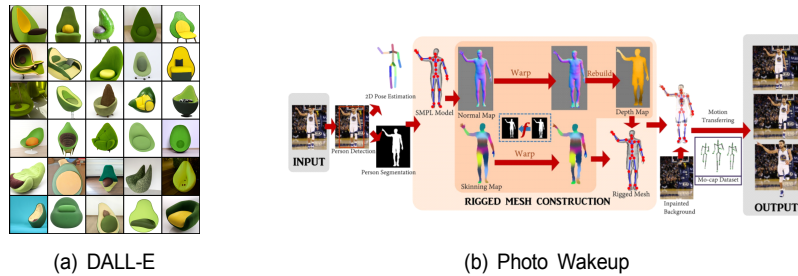 2D Pose Estimation
INPUT
Person Detection
Person Segmentation
SMPL Model
Normal Map
Warp
Rebuilds
Depth Map
Skinning Map
Warp
Rigged Mesh
RIGGED MESH CONSTRUCTION
Inpainted
Background
Motion
Transferring
Mo-cap Dataset
OUTPUT
(a) DALL-E
(b) Photo Wakeup